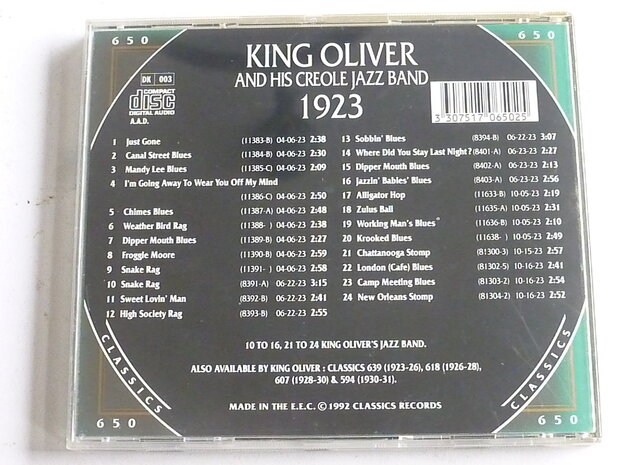 650
650
KING OLIVER
AND HIS CREOLE JAZZ BAND
1923
DK 003
COMPACT
disc
DIGITAL AUDIO
A.A.D.
3 307517 065025
1 Just Gone (11383-B) 04-06-23 2:38
2 Canal Street Blues (11384-B) 04-06-23 2:30
3 Mandy Lee Blues (11385-C) 04-06-23 2:09
4 I'm Going Away To Wear You Off My Mind
(11386-C) 04-06-23 2:50
5 Chimes Blues (11387-A) 04-06-23 2:48
6 Weather Bird Rag (11388- ) 04-06-23 2:38
7 Dipper Mouth Blues (11389-B) 04-06-23 2:27
8 Froggie Moore (11390-B) 04-06-23 2:59
9 Snake Rag (11391- ) 04-06-23 2:58
10 Snake Rag (8391-A) 06-22-23 3:15
11 Sweet Lovin' Man (8392-B) 06-22-23 2:41
12 High Society Rag (8393-B) 06-22-23 2:55
13 Sobbin' Blues (8394-B) 06-22-23 3:07
14 Where Did You Stay Last Night? (8401-A) 06-23-23 2:27
15 Dipper Mouth Blues (8402-A) 06-23-23 2:13
16 Jazzin' Babies' Blues (8403-A) 06-23-23 2:56
17 Alligator Hop (11633-B) 10-05-23 2:19
18 Zulus Ball (11635-A) 10-05-23 2:31
19 Working Man's Blues (11636-B) 10-05-23 2:10
20 Krooked Blues (11638- ) 10-05-23 2:49
21 Chattanooga Stomp (81300-3) 10-15-23 2:57
22 London (Cafe) Blues (81302-5) 10-16-23 2:41
23 Camp Meeting Blues (81303-2) 10-16-23 2:54
24 New Orleans Stomp (81304-2) 10-16-23 2:52
10 TO 16, 21 TO 24 KING OLIVER'S JAZZ BAND.
ALSO AVAILABLE BY KING OLIVER : CLASSICS 639 (1923-26), 618 (1926-28),
607 (1928-30) & 594 (1930-31).
MADE IN THE E.E.C. © 1992 CLASSICS RECORDS
CLASSICS
CLASSICS
650
650